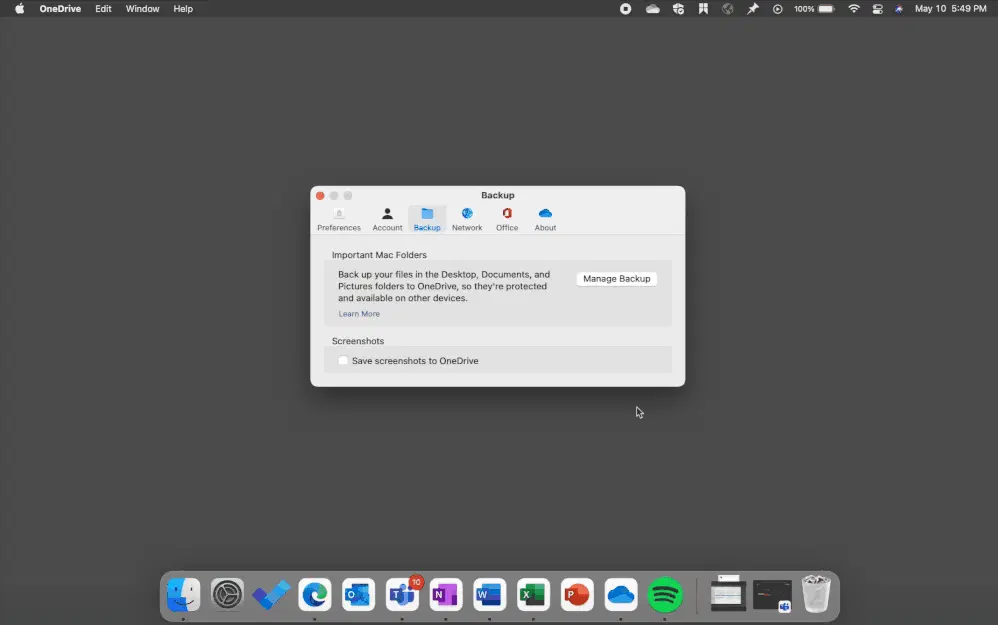 OneDrive Edit Window Help 100% May 10 5:49 PM
Backup
Preferences Account Backup Network Office About
Important Mac Folders
Back up your files in the Desktop, Documents, and
Pictures folders to OneDrive, so they're protected
and available on other devices.
Manage Backup
Learn More
Screenshots
Save screenshots to OneDrive
10
O T N W X P